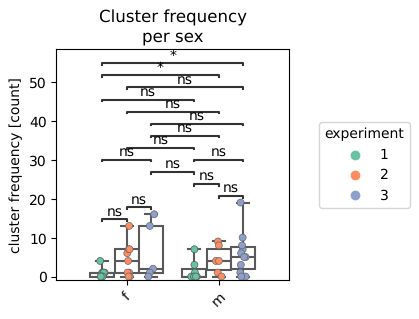 Cluster frequency
per sex
*
*
ns
ns
ns
ns
ns
ns
ns
ns
ns
ns
ns
ns
ns
cluster frequency [count]
50
40
30
20
10
0
f
m
experiment
1
2
3